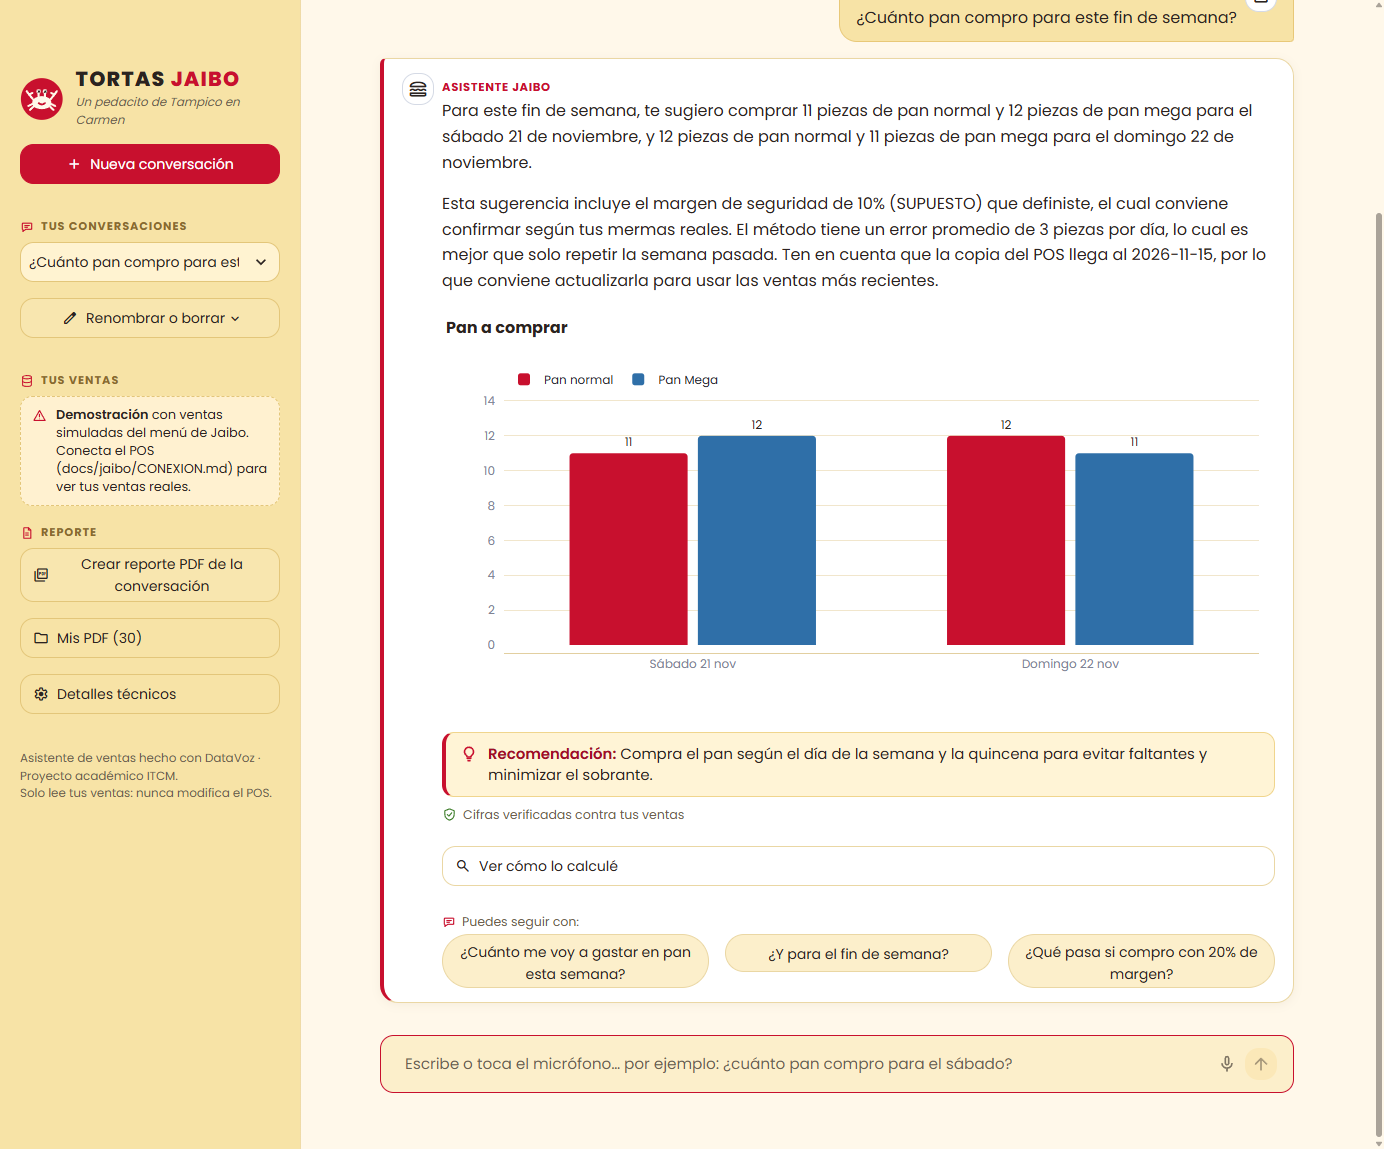 ¿Cuánto pan compro para este fin de semana?
TORTAS JAIBO
Un pedacito de Tampico en
Carmen
+ Nueva conversación
TUS CONVERSACIONES
¿Cuánto pan compro para est
Renombrar o borrar
TUS VENTAS
Demostración con ventas
simuladas del menú de Jaibo.
Conecta el POS
(docs/jaibo/CONEXION.md) para
ver tus ventas reales.
REPORTE
Crear reporte PDF de la
conversación
Mis PDF (30)
Detalles técnicos
Asistente de ventas hecho con DataVoz ·
Proyecto académico ITCM.
Solo lee tus ventas: nunca modifica el POS.
ASISTENTE JAIBO
Para este fin de semana, te sugiero comprar 11 piezas de pan normal y 12 piezas de pan mega para el
sábado 21 de noviembre, y 12 piezas de pan normal y 11 piezas de pan mega para el domingo 22 de
noviembre.
Esta sugerencia incluye el margen de seguridad de 10% (SUPUESTO) que definiste, el cual conviene
confirmar según tus mermas reales. El método tiene un error promedio de 3 piezas por día, lo cual es
mejor que solo repetir la semana pasada. Ten en cuenta que la copia del POS llega al 2026-11-15, por lo
que conviene actualizarla para usar las ventas más recientes.
Pan a comprar
Pan normal Pan Mega
14
12
10
8
6
4
2
0
11 12 12 11
Sábado 21 nov Domingo 22 nov
Recomendación: Compra el pan según el día de la semana y la quincena para evitar faltantes y
minimizar el sobrante.
Cifras verificadas contra tus ventas
Ver cómo lo calculé
Puedes seguir con:
¿Cuánto me voy a gastar en pan
esta semana?
¿Y para el fin de semana?
¿Qué pasa si compro con 20% de
margen?
Escribe o toca el micrófono... por ejemplo: ¿cuánto pan compro para el sábado?